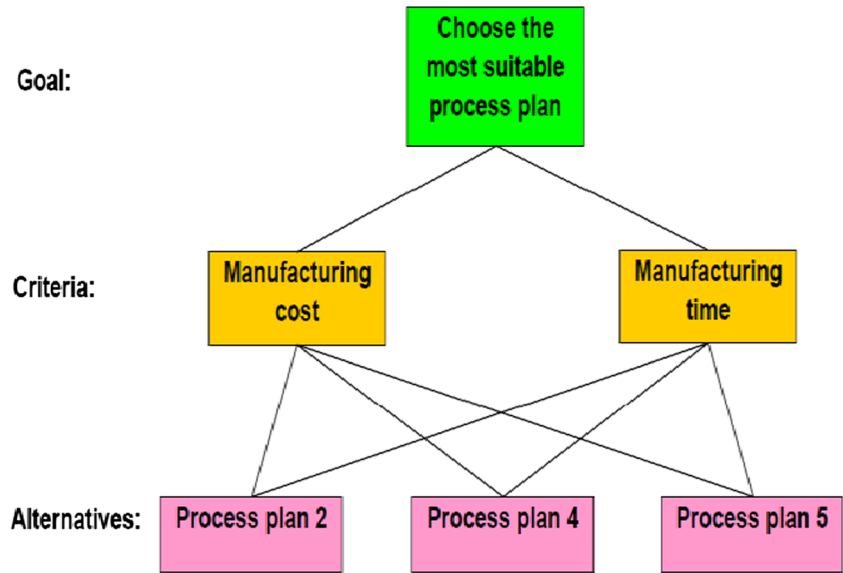 Goal:
Choose the
most suitable
process plan
Criteria:
Manufacturing
cost
Manufacturing
time
Alternatives:
Process plan 2
Process plan 4
Process plan 5